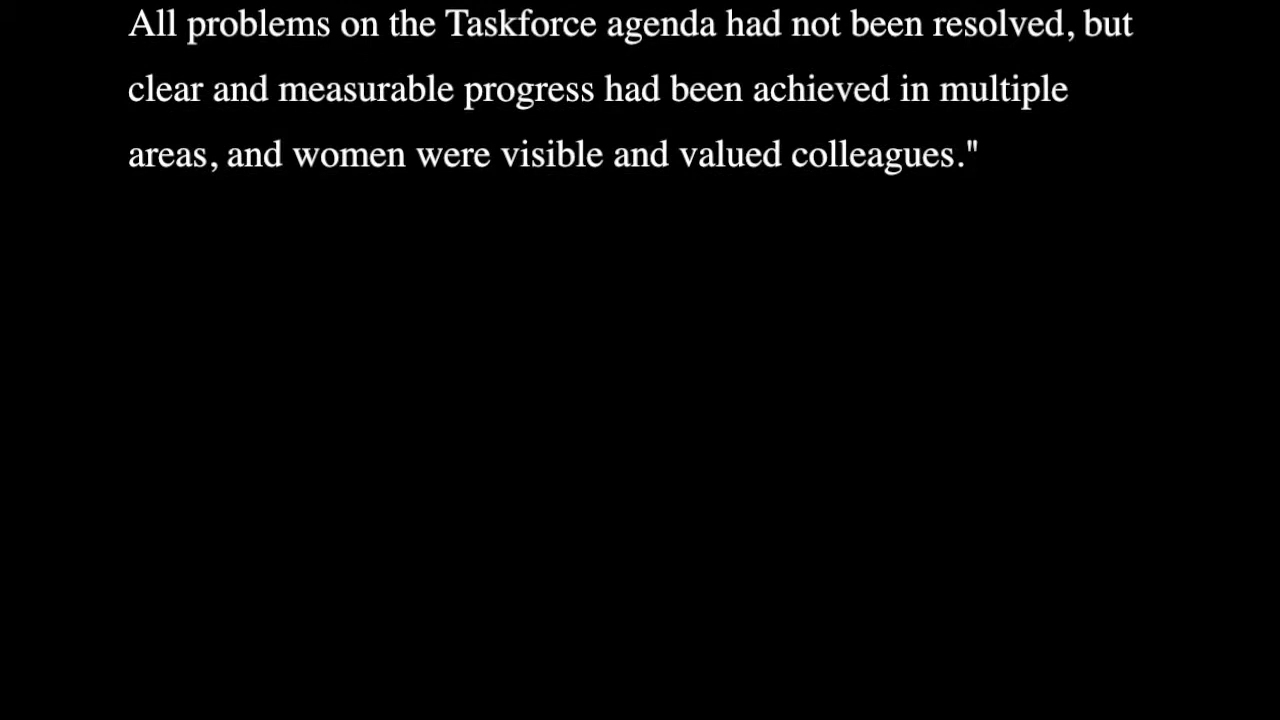 All problems on the Taskforce agenda had not been resolved, but
clear and measurable progress had been achieved in multiple
areas, and women were visible and valued colleagues."